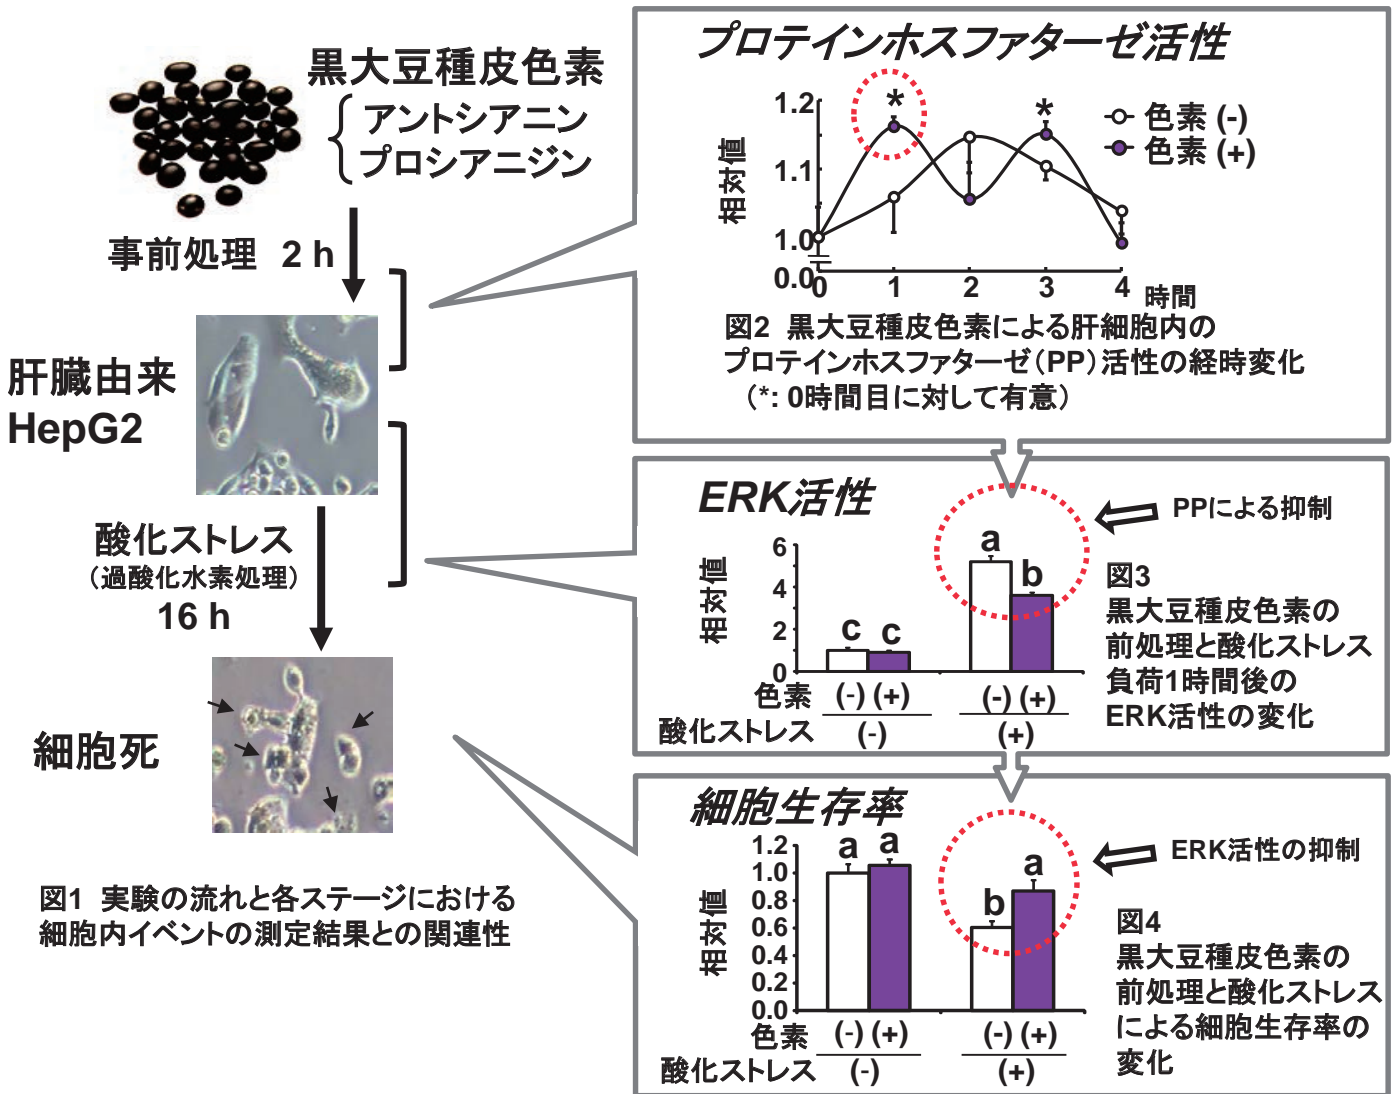 黒大豆種皮色素
アントシアニン
プロシアニジン
事前処理 2 h
肝臓由来
HepG2
酸化ストレス
（過酸化水素処理）
16 h
細胞死
図1 実験の流れと各ステージにおける
細胞内イベントの測定結果との関連性
プロテインホスファターゼ活性
相対値
1.2
1.1
1.0
0.0
0 1 2 3 4 時間
* *
色素 (-)
色素 (+)
図2 黒大豆種皮色素による肝細胞内の
プロテインホスファターゼ（PP）活性の経時変化
（*: 0時間目に対して有意）
ERK活性
PPによる抑制
相対値
6
4
2
0
c c a b
色素 (-) (+) (-) (+)
酸化ストレス (-) (+)
図3
黒大豆種皮色素の
前処理と酸化ストレス
負荷1時間後の
ERK活性の変化
細胞生存率
ERK活性の抑制
相対値
1.2
1.0
0.8
0.6
0.4
0.2
0.0
a a b a
色素 (-) (+) (-) (+)
酸化ストレス (-) (+)
図4
黒大豆種皮色素の
前処理と酸化ストレス
による細胞生存率の
変化